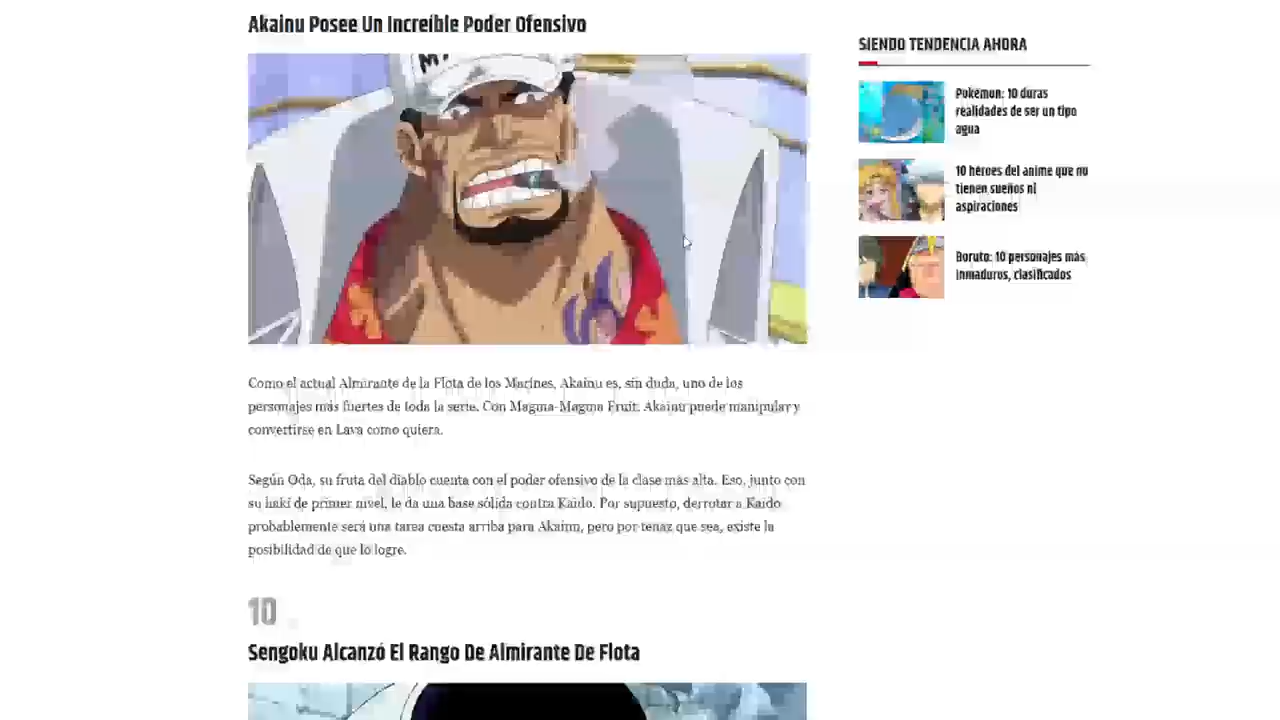 Akainu Posee Un Increíble Poder Ofensivo
SIENDO TENDENCIA AHORA
Pokémon: 10 duras
realidades de ser un tipo
agua
10 héroes del anime que no
tienen sueños ni
aspiraciones
Boruto: 10 personajes más
inmaduros, clasificados
Como el actual Almirante de la Flota de los Marines, Akainu es, sin duda, uno de los
personajes más fuertes de toda la serie. Con Magma-Magma Fruit, Akainu puede manipular y
convertirse en Lava como quiera.
Según Oda, su fruta del diablo cuenta con el poder ofensivo de la clase más alta. Eso, junto con
su haki de primer nivel, le da una base sólida contra Kaido. Por supuesto, derrotar a Kaido
probablemente será una tarea cuesta arriba para Akainu, pero por tenaz que sea, existe la
posibilidad de que lo logre.
10
Sengoku Alcanzó El Rango De Almirante De Flota